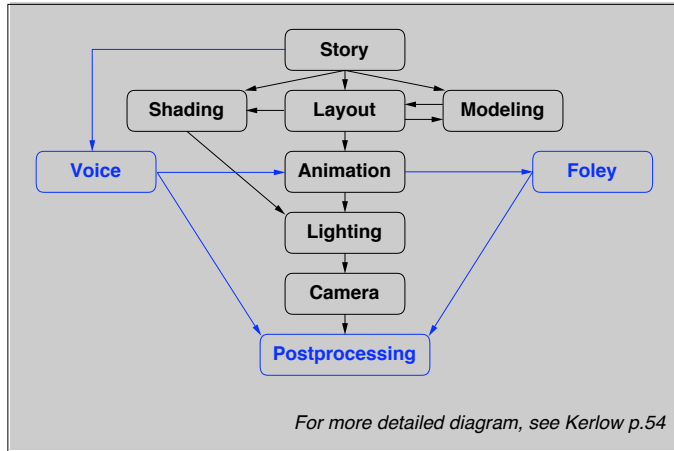 Story
Shading Layout Modeling
Voice Animation Foley
Lighting
Camera
Postprocessing
For more detailed diagram, see Kerlow p.54